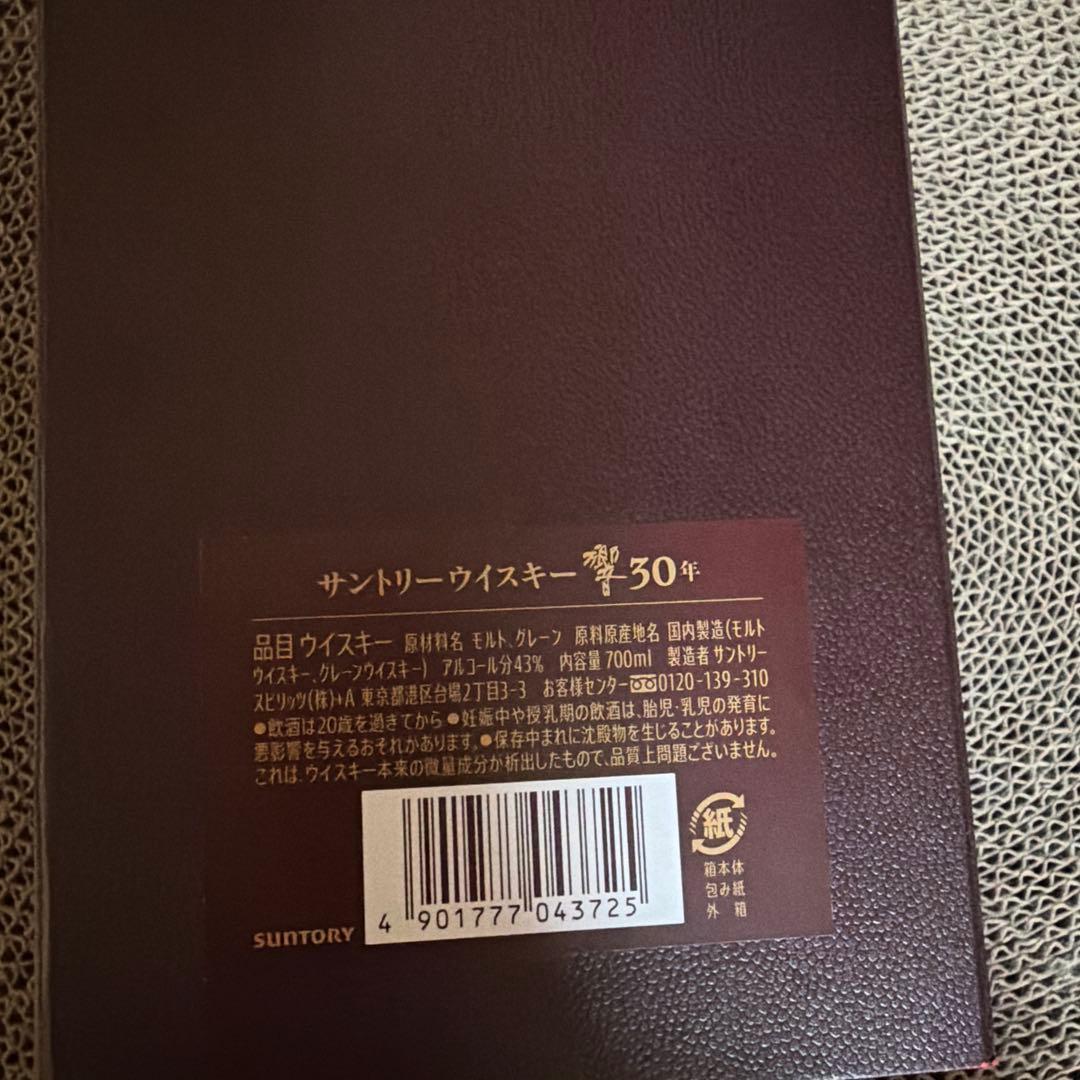 サントリーウイスキー 響 30年
品目 ウイスキー 原材料名 モルト、グレーン 原料原産地名 国内製造(モルト
ウイスキー、グレーンウイスキー) アルコール分43% 内容量 700ml 製造者 サントリー
スピリッツ(株)+A 東京都港区台場2丁目3-3 お客様センター 0120-139-310
●飲酒は20歳を過ぎてから ●妊娠中や授乳期の飲酒は、胎児・乳児の発育に
悪影響を与えるおそれがあります。●保存中まれに沈殿物を生じることがあります。
これは、ウイスキー本来の微量成分が析出したもので、品質上問題ございません。
紙
箱本体
包み紙
外 箱
4 901777 043725
SUNTORY